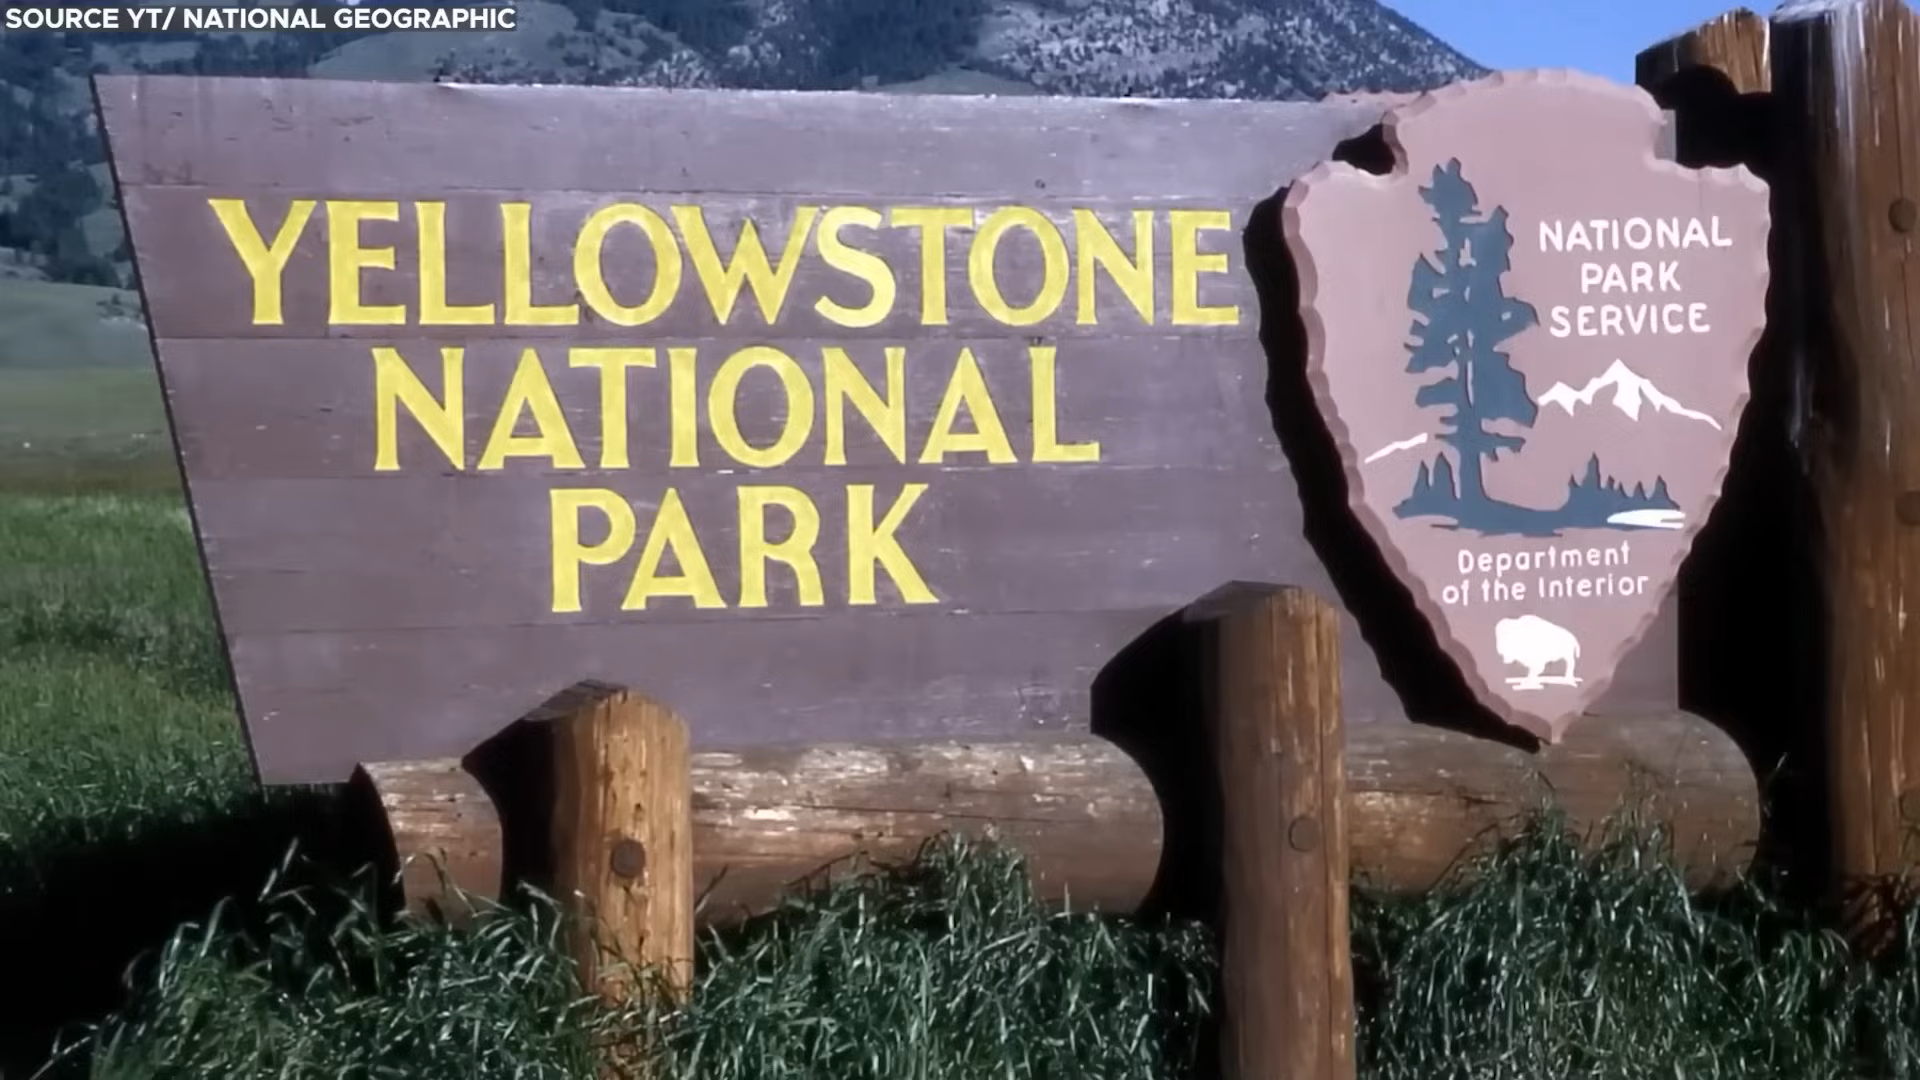 SOURCE YT/ NATIONAL GEOGRAPHIC
YELLOWSTONE
NATIONAL
PARK
NATIONAL
PARK
SERVICE
Department
of the Interior